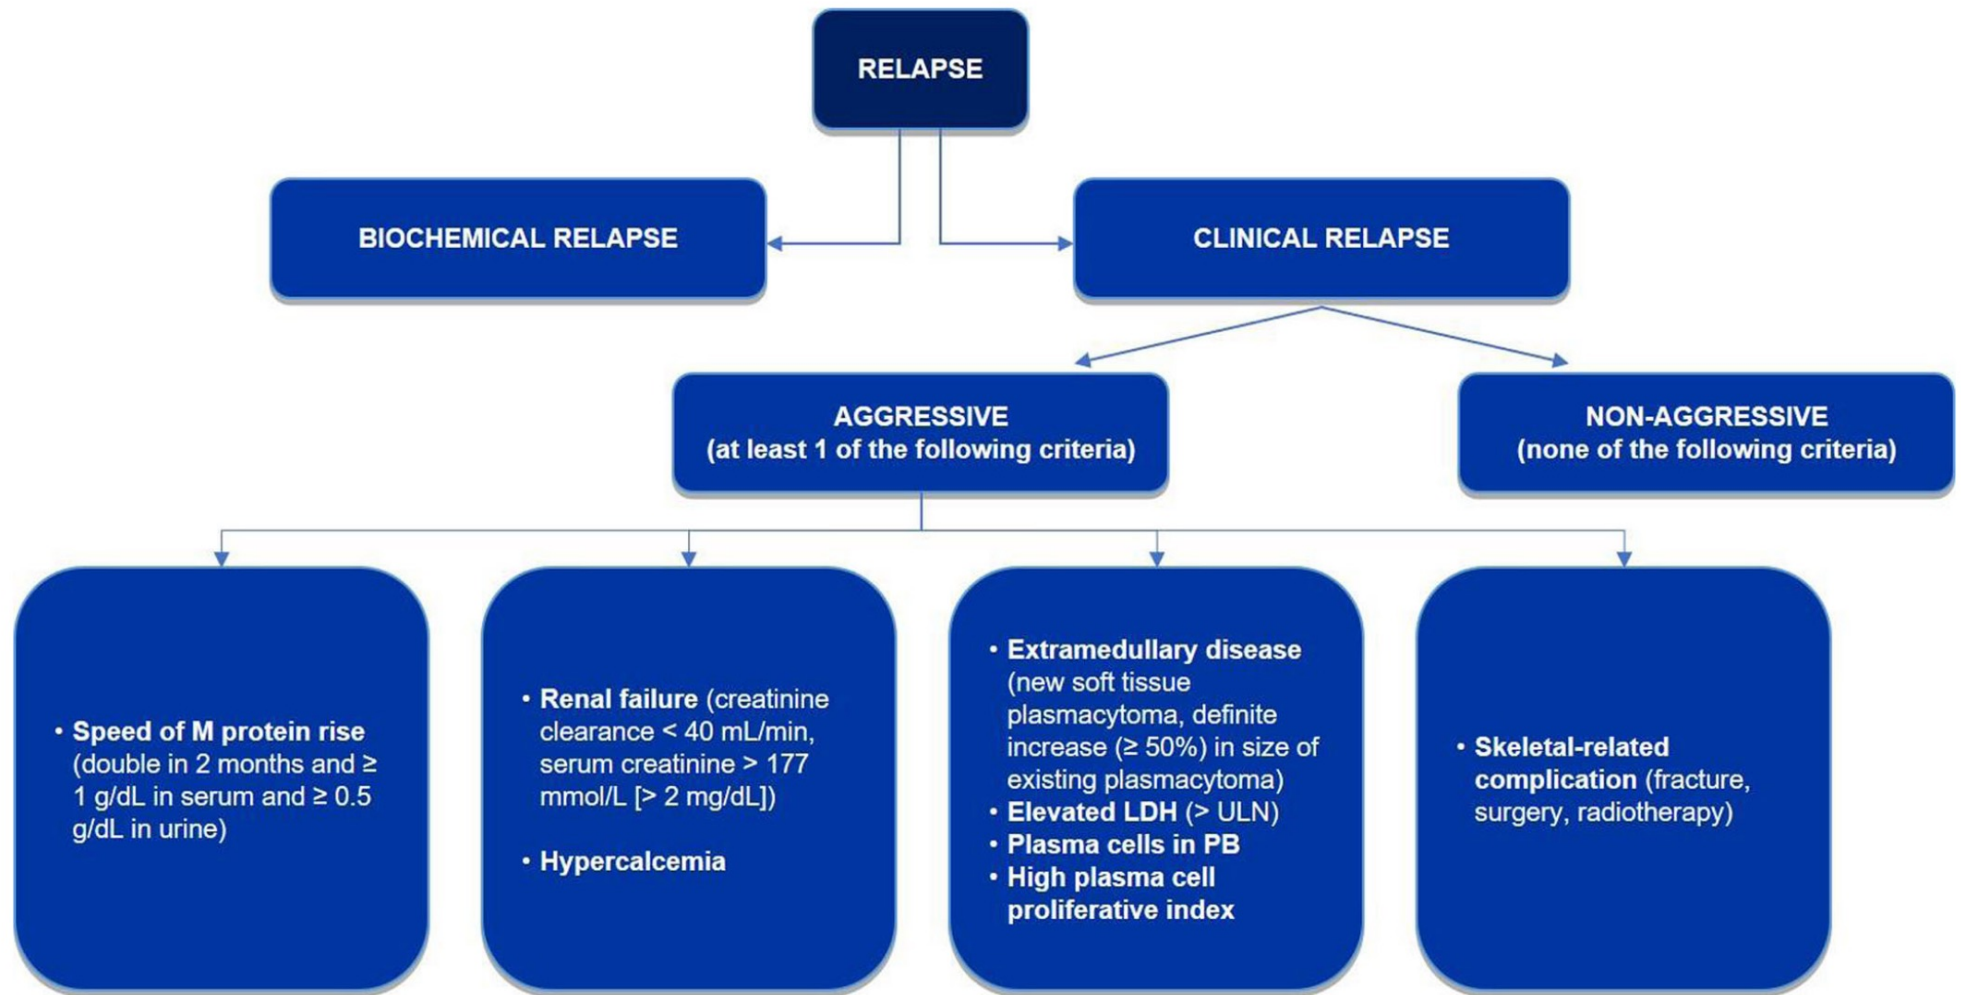 RELAPSE
BIOCHEMICAL RELAPSE
CLINICAL RELAPSE
AGGRESSIVE
(at least 1 of the following criteria)
NON-AGGRESSIVE
(none of the following criteria)
• Speed of M protein rise
(double in 2 months and ≥
1 g/dL in serum and ≥ 0.5
g/dL in urine)
• Renal failure (creatinine
clearance < 40 mL/min,
serum creatinine > 177
mmol/L [> 2 mg/dL])
• Hypercalcemia
• Extramedullary disease
(new soft tissue
plasmacytoma, definite
increase (≥ 50%) in size of
existing plasmacytoma)
• Elevated LDH (> ULN)
• Plasma cells in PB
• High plasma cell
proliferative index
• Skeletal-related
complication (fracture,
surgery, radiotherapy)